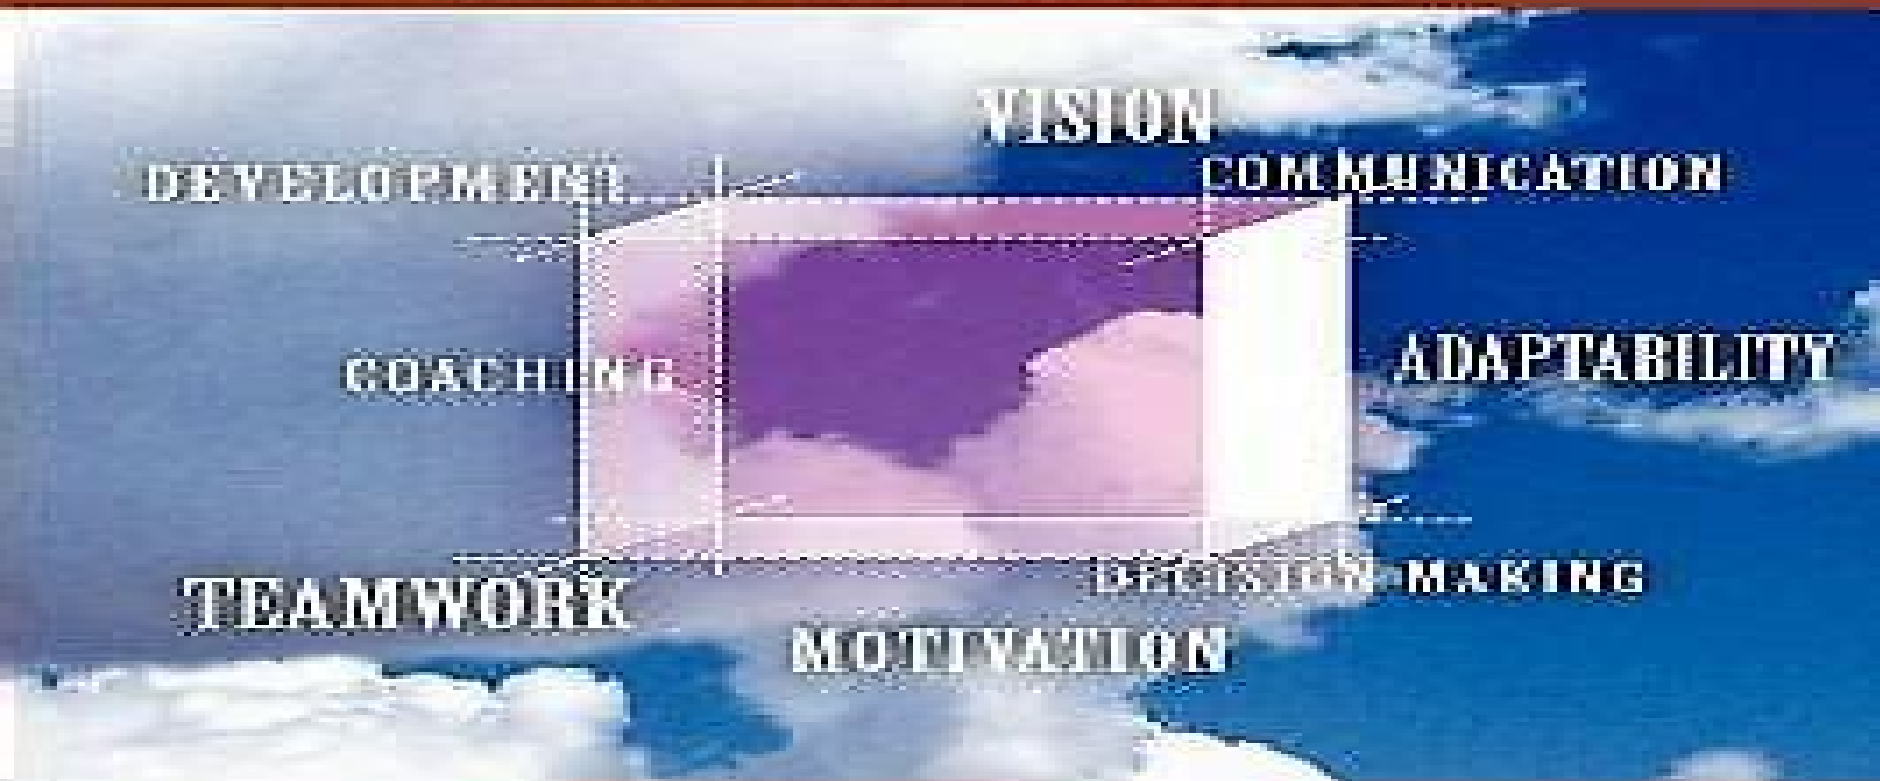 VISION
DEVELOPMENT
COMMUNICATION
COACHING
ADAPTABILITY
TEAMWORK
DECISION-MAKING
MOTIVATION